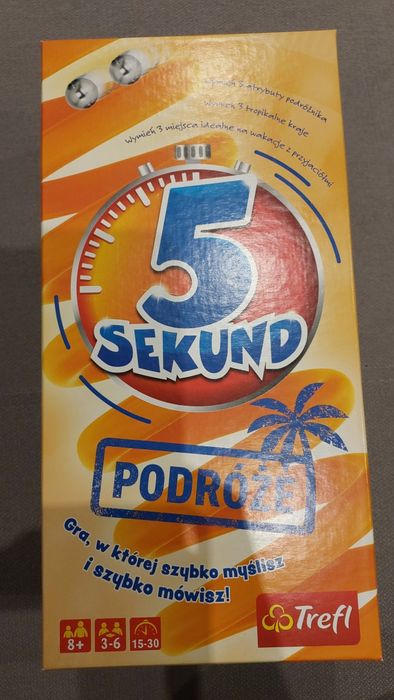 wymień 3 atrybuty podróżnika
wymień 3 tropikalne kraje
wymień 3 miejsca idealne na wakacje z przyjaciółmi
5
SEKUND
PODRÓŻE
Gra, w której szybko myślisz
i szybko mówisz!
8+ 3-6 15-30
Trefl